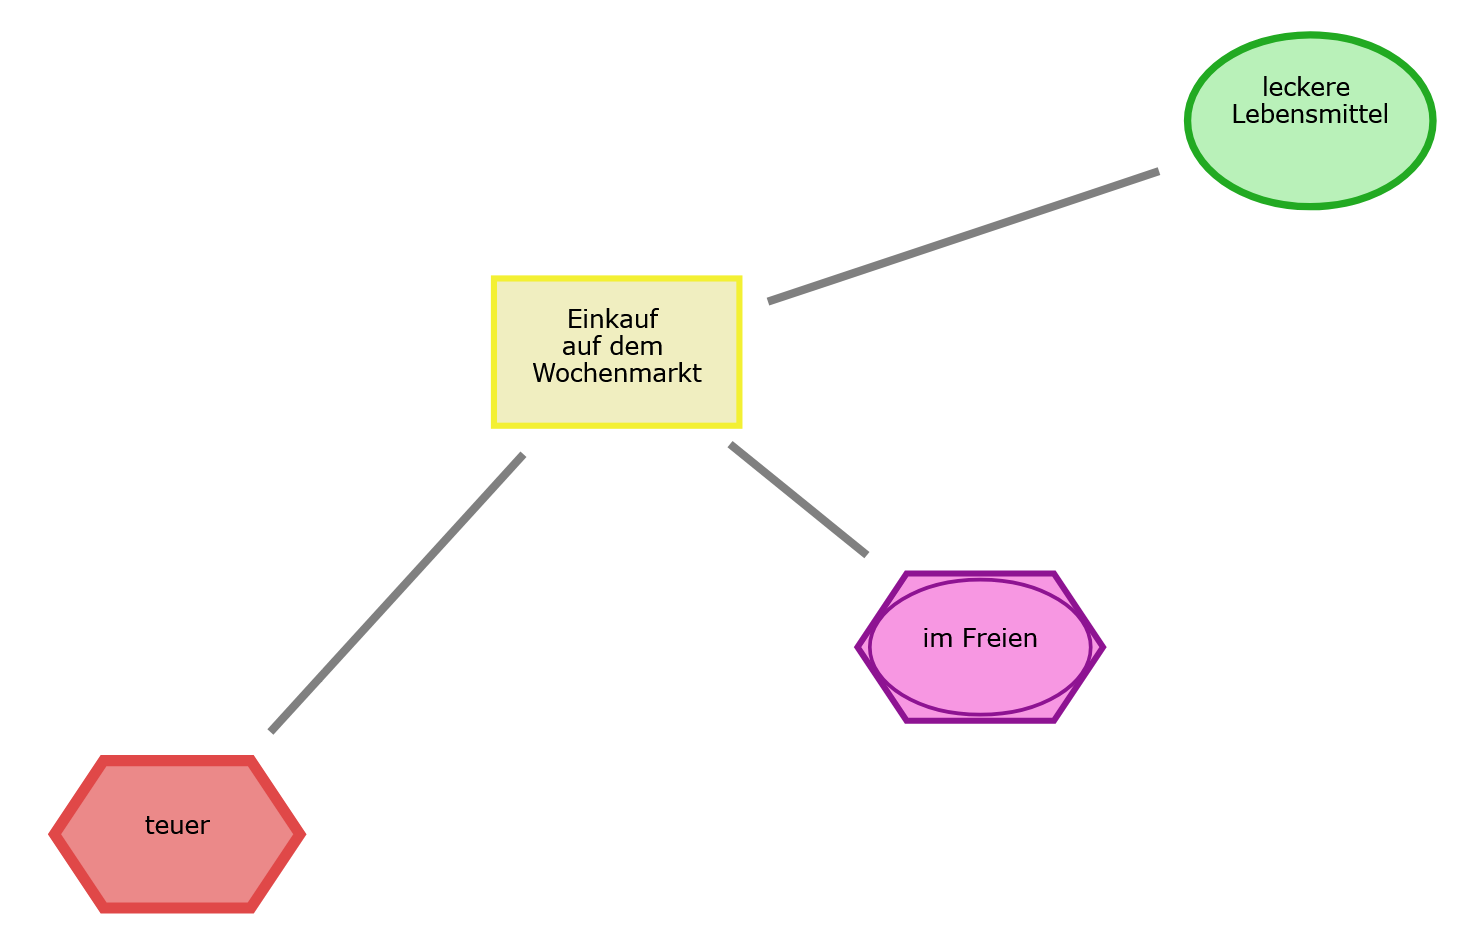 leckere
Lebensmittel
Einkauf
auf dem
Wochenmarkt
im Freien
teuer